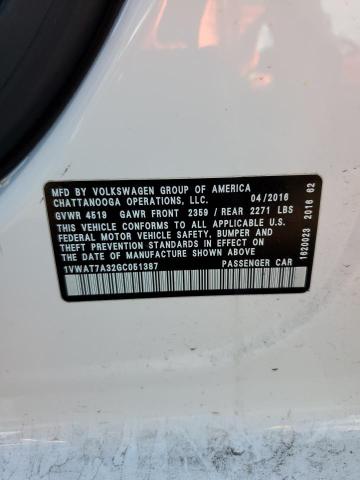 MFD BY VOLKSWAGEN GROUP OF AMERICA
CHATTANOOGA OPERATIONS, LLC. 04/2016
GVWR 4519 GAWR FRONT 2359 / REAR 2271 LBS
THIS VEHICLE CONFORMS TO ALL APPLICABLE U.S.
FEDERAL MOTOR VEHICLE SAFETY, BUMPER AND
THEFT PREVENTION STANDARDS IN EFFECT ON THE
DATE OF MANUFACTURE SHOWN ABOVE
1VWAT7A32GC051387 PASSENGER CAR
1620023 2016 62